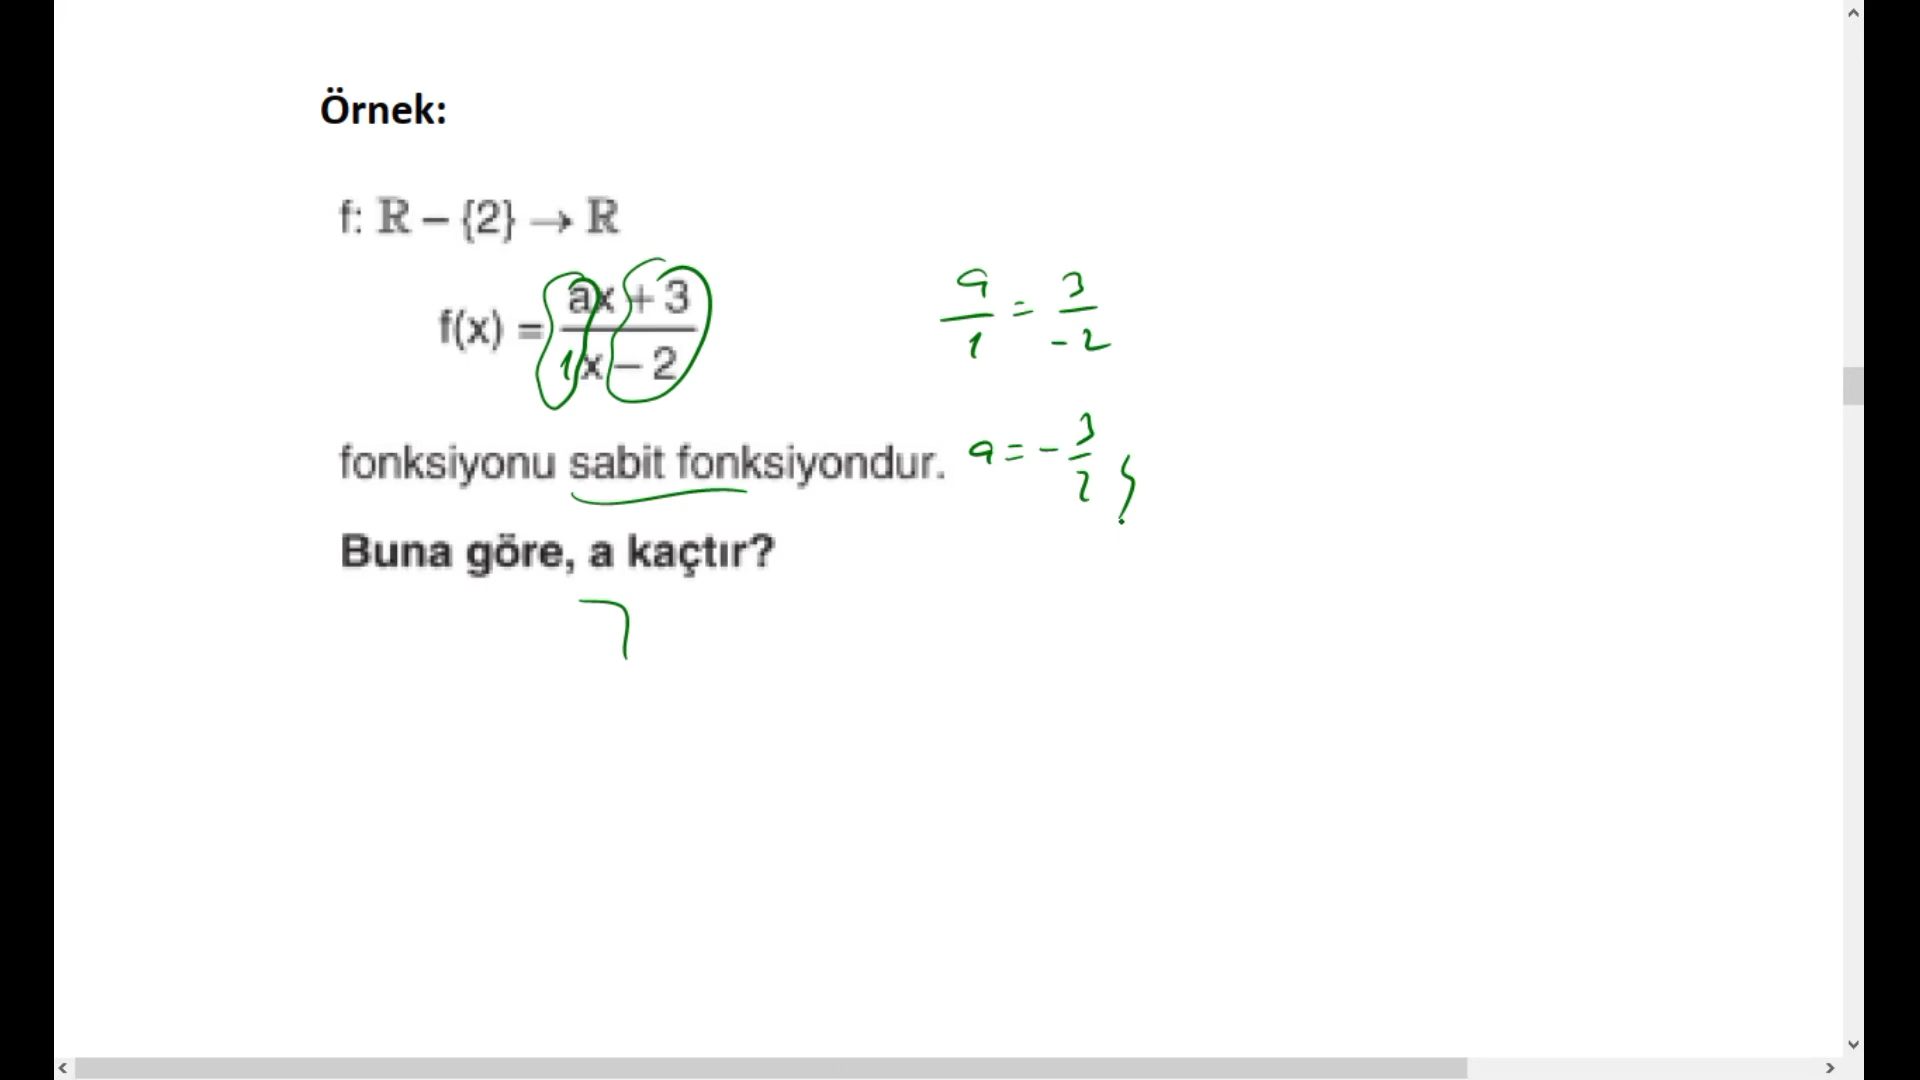 Örnek:
f: ℝ – {2} → ℝ
f(x) = ax + 3 / 1x – 2
a/1 = 3/-2
fonksiyonu sabit fonksiyondur.
a = -3/2
Buna göre, a kaçtır?